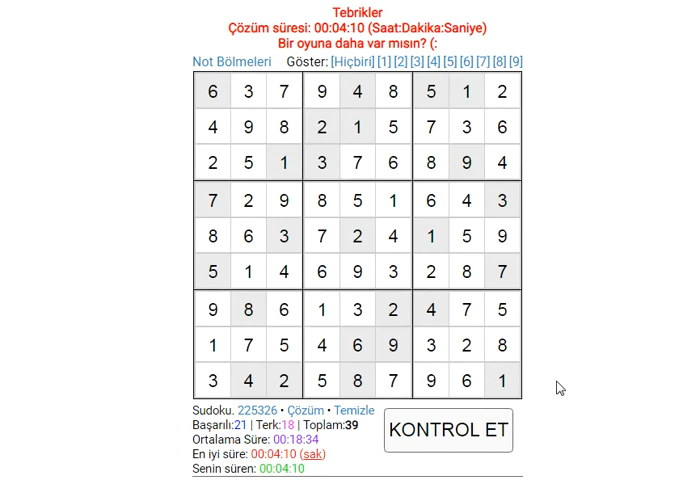 Tebrikler
Çözüm süresi: 00:04:10 (Saat:Dakika:Saniye)
Bir oyuna daha var mısın? (:
Not Bölmeleri Göster: [Hiçbiri] [1] [2] [3] [4] [5] [6] [7] [8] [9]
6 3 7 9 4 8 5 1 2
4 9 8 2 1 5 7 3 6
2 5 1 3 7 6 8 9 4
7 2 9 8 5 1 6 4 3
8 6 3 7 2 4 1 5 9
5 1 4 6 9 3 2 8 7
9 8 6 1 3 2 4 7 5
1 7 5 4 6 9 3 2 8
3 4 2 5 8 7 9 6 1
Sudoku. 225326 • Çözüm • Temizle
Başarılı:21 | Terk:18 | Toplam:39
Ortalama Süre: 00:18:34
En iyi süre: 00:04:10 (sak)
Senin süren: 00:04:10
KONTROL ET